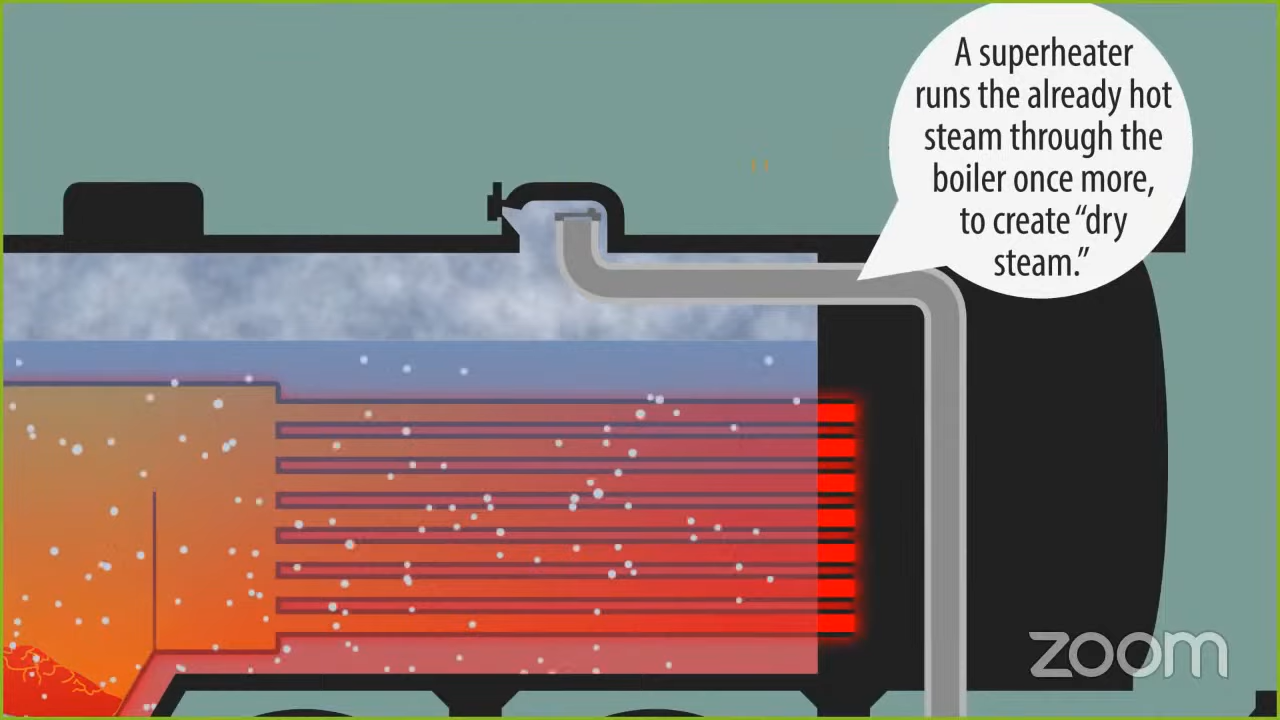 A superheater
runs the already hot
steam through the
boiler once more,
to create “dry
steam.”
zoom